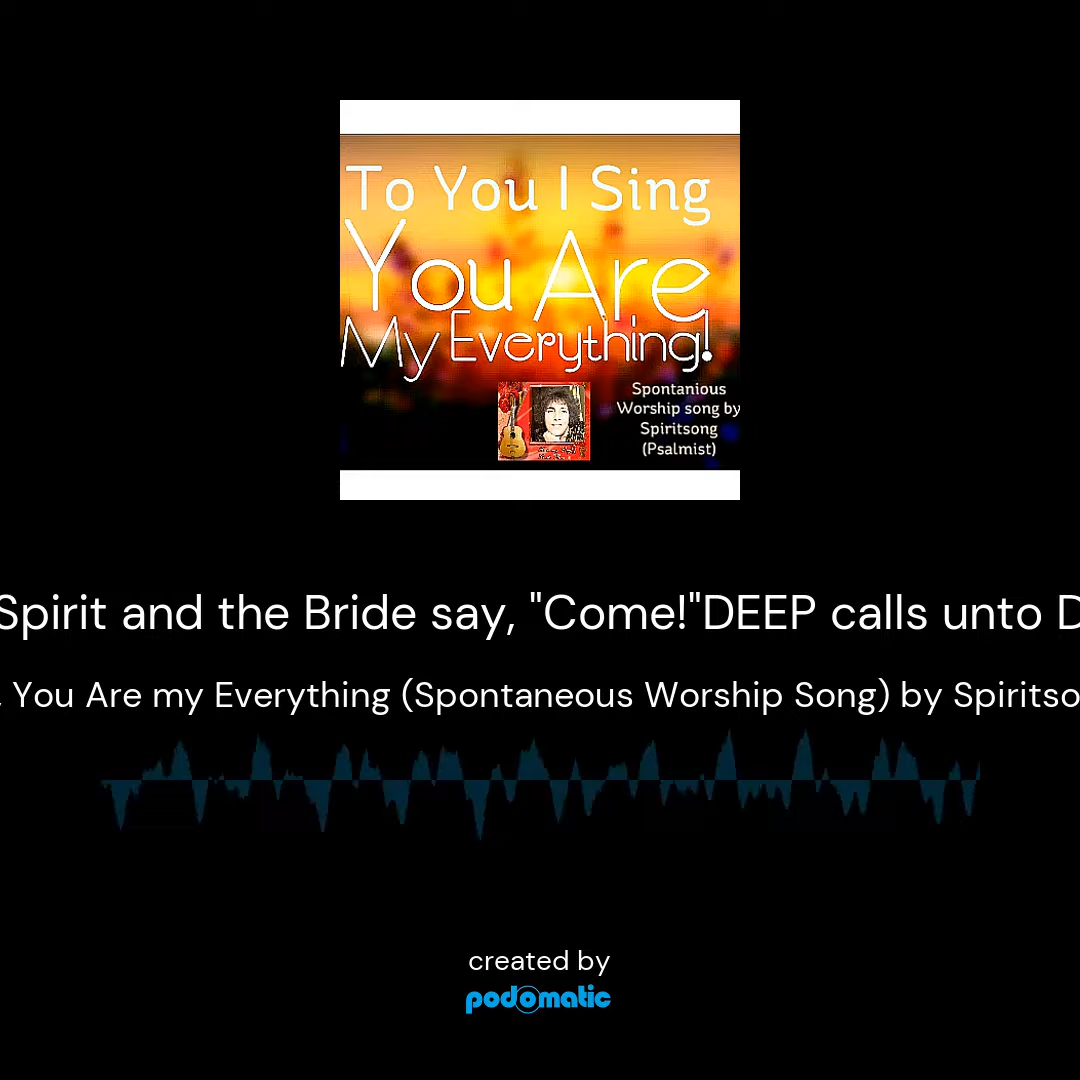 To You I Sing
You Are
My Everything!
Spontanious
Worship song by
Spiritsong
(Psalmist)
Spirit and the Bride say, "Come!"DEEP calls unto D
, You Are my Everything (Spontaneous Worship Song) by Spiritso
created by
podomatic